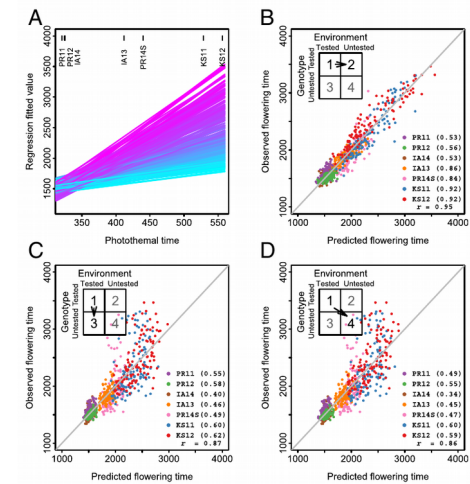 A
PR11
PR12
IA14
IA13
PR14S
KS11
KS12
Regression fitted value
3500
3000
2500
2000
1500
350
450
550
Photothemal time
B
Observed flowering time
4000
3000
2000
1000
Environment
Tested Untested
Genotype
Untested Tested
1 2
3 4
PR11 (0.53)
PR12 (0.56)
IA14 (0.53)
IA13 (0.86)
PR14S (0.84)
KS11 (0.92)
KS12 (0.92)
r = 0.95
1000 2000 3000 4000
Predicted flowering time
C
Observed flowering time
4000
3000
2000
1000
Environment
Tested Untested
Genotype
Untested Tested
1 2
3 4
PR11 (0.55)
PR12 (0.58)
IA14 (0.40)
IA13 (0.46)
PR14S (0.49)
KS11 (0.60)
KS12 (0.62)
r = 0.87
1000 2000 3000 4000
Predicted flowering time
D
Observed flowering time
4000
3000
2000
1000
Environment
Tested Untested
Genotype
Untested Tested
1 2
3 4
PR11 (0.49)
PR12 (0.55)
IA14 (0.34)
IA13 (0.45)
PR14S (0.47)
KS11 (0.60)
KS12 (0.59)
r = 0.86
1000 2000 3000 4000
Predicted flowering time